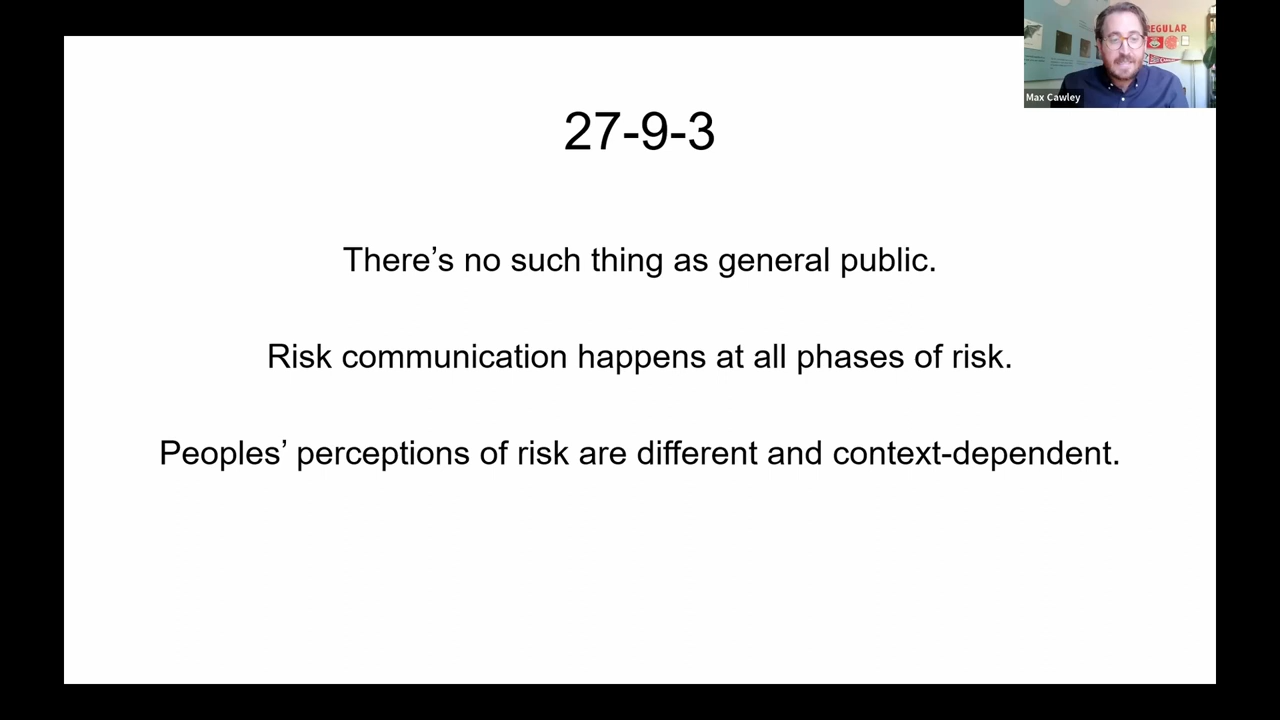 REGULAR
Max Cawley
27-9-3
There’s no such thing as general public.
Risk communication happens at all phases of risk.
Peoples’ perceptions of risk are different and context-dependent.